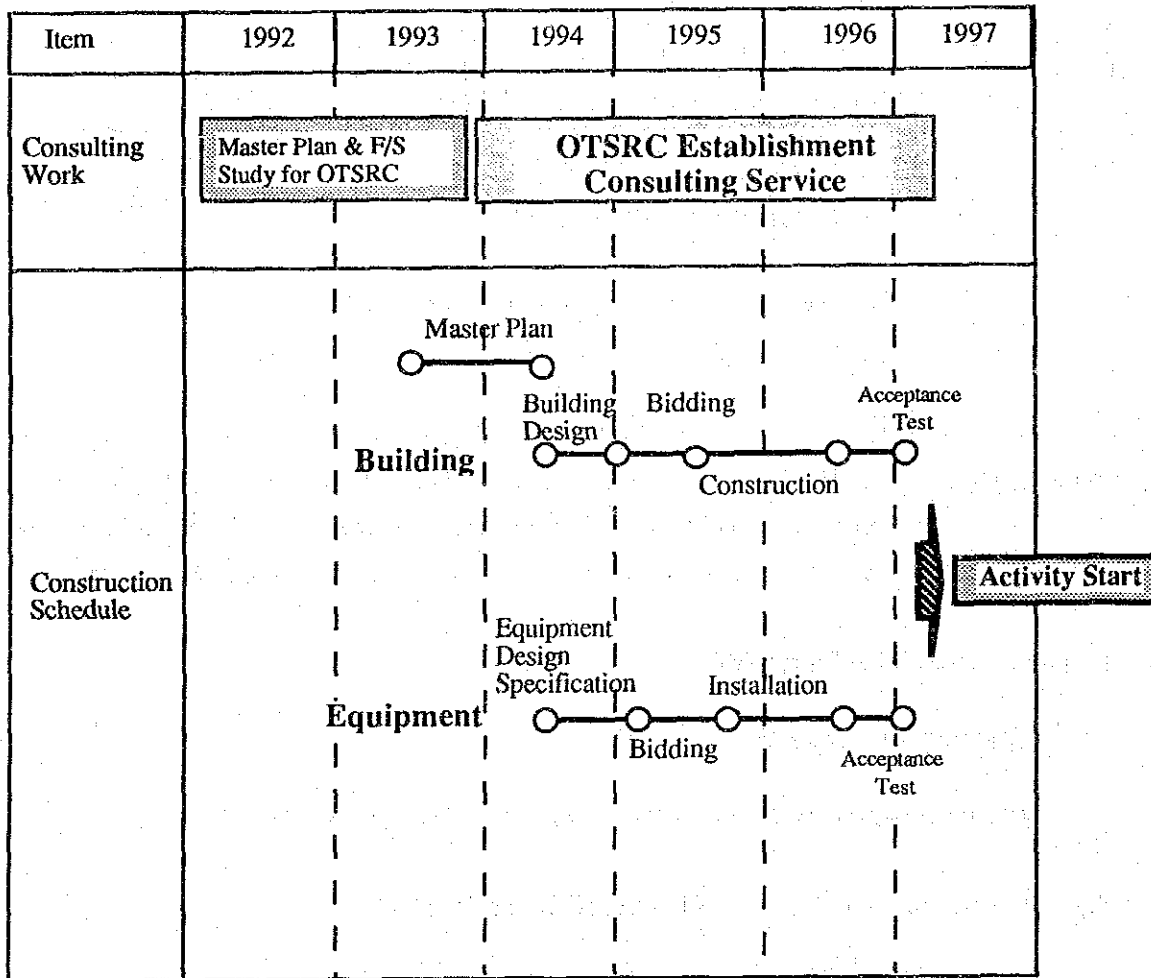 Item 1992 1993 1994 1995 1996 1997
Consulting
Work
Master Plan & F/S
Study for OTSRC
OTSRC Establishment
Consulting Service
Master Plan
Building
Design
Bidding
Acceptance
Test
Building
Construction
Construction
Schedule
Activity Start
Equipment
Design
Specification
Installation
Equipment
Bidding
Acceptance
Test